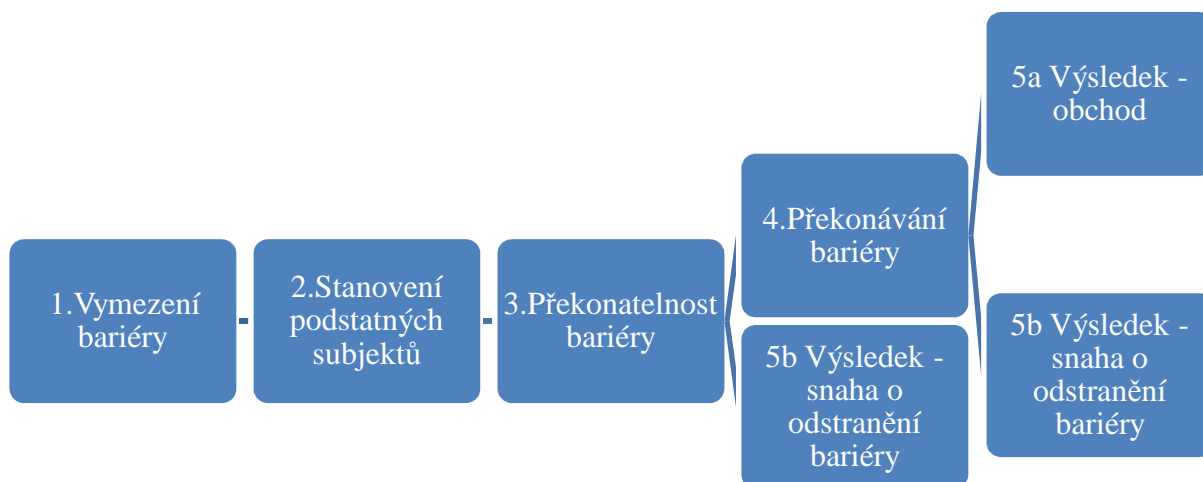 1.Vymezení
bariéry
2.Stanovení
podstatných
subjektů
3.Překonatelnost
bariéry
4.Překonávání
bariéry
5b Výsledek -
snaha o
odstranění
bariéry
5a Výsledek -
obchod
5b Výsledek -
snaha o
odstranění
bariéry